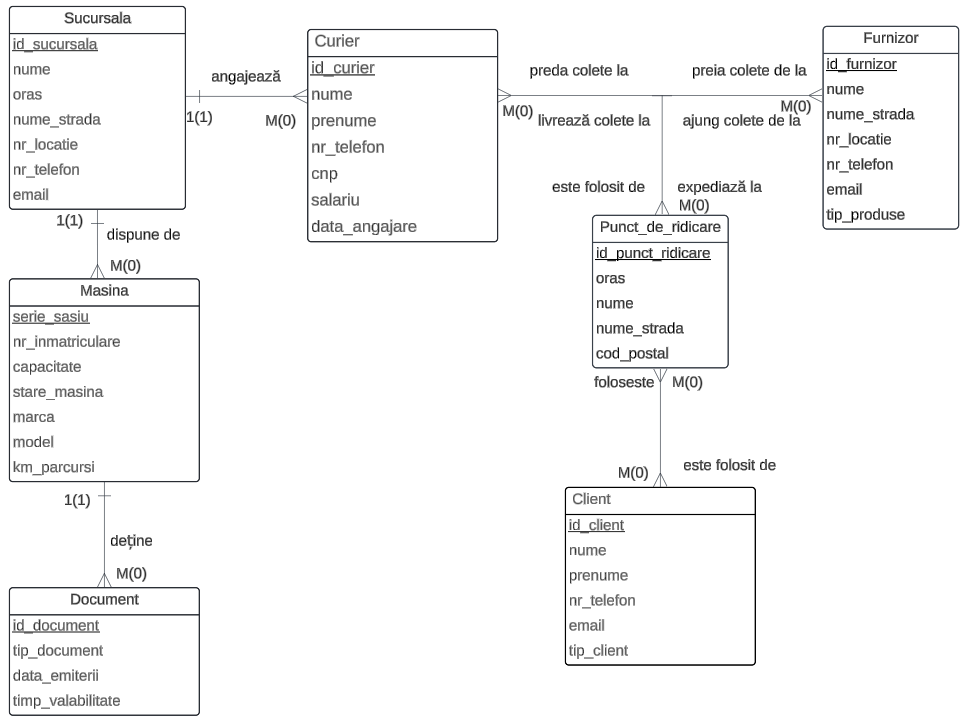 Sucursala
id_sucursala
nume
oras
nume_strada
nr_locatie
nr_telefon
email
angajează
1(1)
M(0)
Curier
id_curier
nume
prenume
nr_telefon
cnp
salariu
data_angajare
preda colete la
preia colete de la
M(0)
livrează colete la
M(0)
ajung colete de la
Furnizor
id_furnizor
nume
nume_strada
nr_locatie
nr_telefon
email
tip_produse
este folosit de
expediază la
M(0)
Punct_de_ridicare
id_punct_ridicare
oras
nume
nume_strada
cod_postal
foloseste
M(0)
M(0)
este folosit de
Client
id_client
nume
prenume
nr_telefon
email
tip_client
1(1)
dispune de
M(0)
Masina
serie_sasiu
nr_inmatriculare
capacitate
stare_masina
marca
model
km_parcursi
1(1)
deține
M(0)
Document
id_document
tip_document
data_emiterii
timp_valabilitate